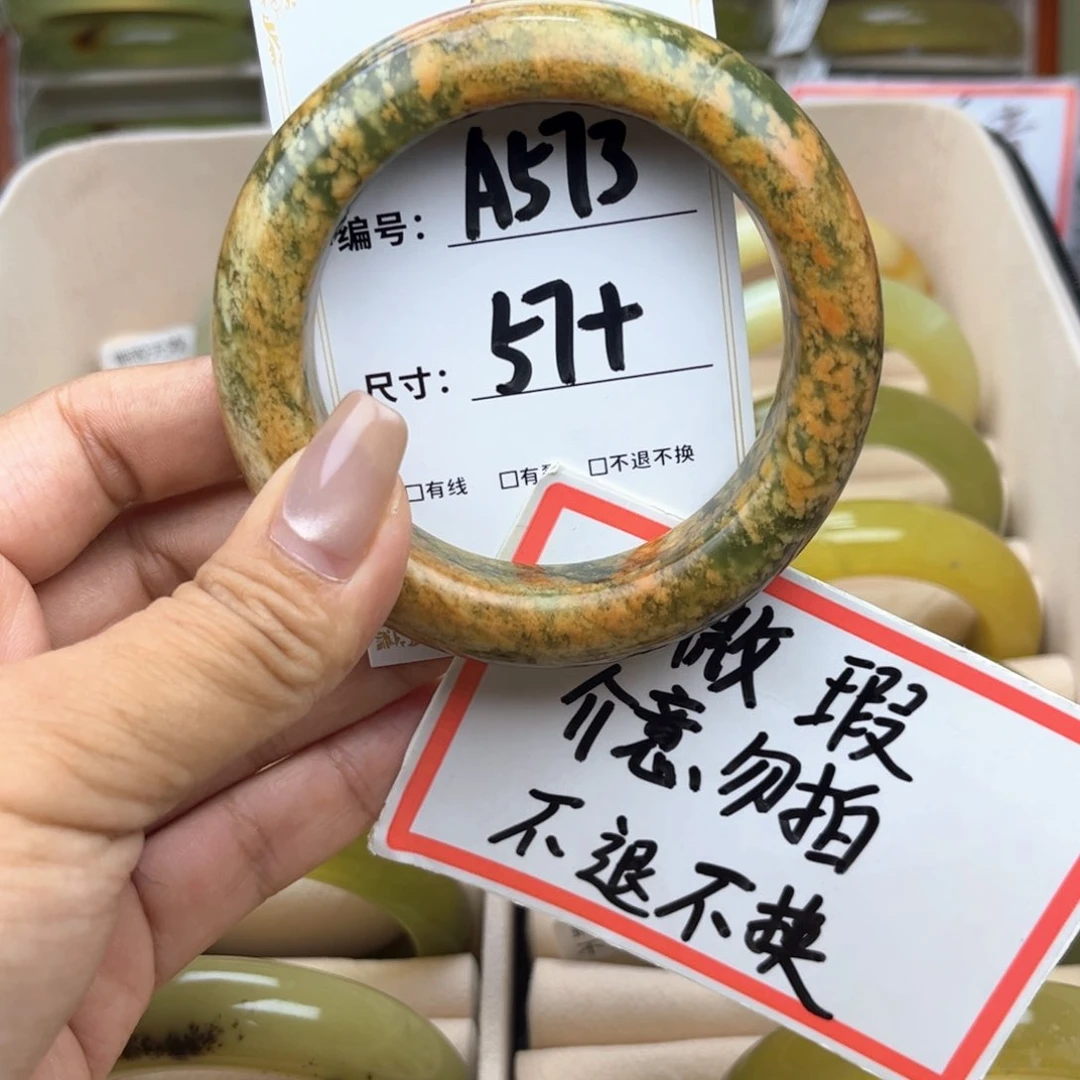 编号： A573
尺寸： 57+
□有线 □有 □不退不换
微瑕
介意勿拍
不退不换